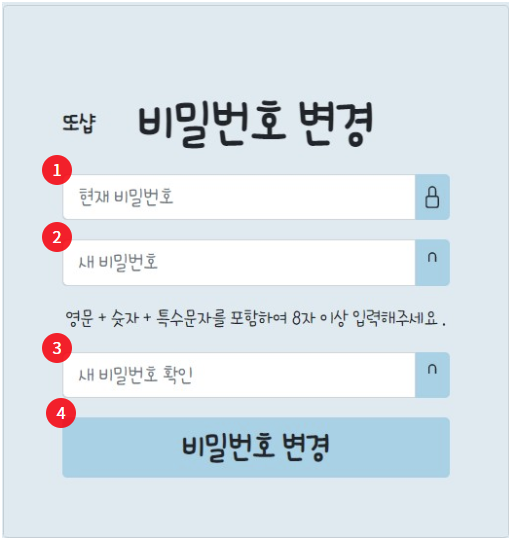 또샵 비밀번호 변경
1
현재 비밀번호
2
새 비밀번호
영문 + 숫자 + 특수문자를 포함하여 8자 이상 입력해주세요.
3
새 비밀번호 확인
4
비밀번호 변경